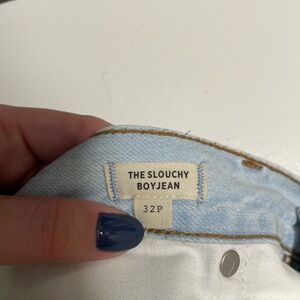 THE SLOUCHY
BOYJEAN
32P